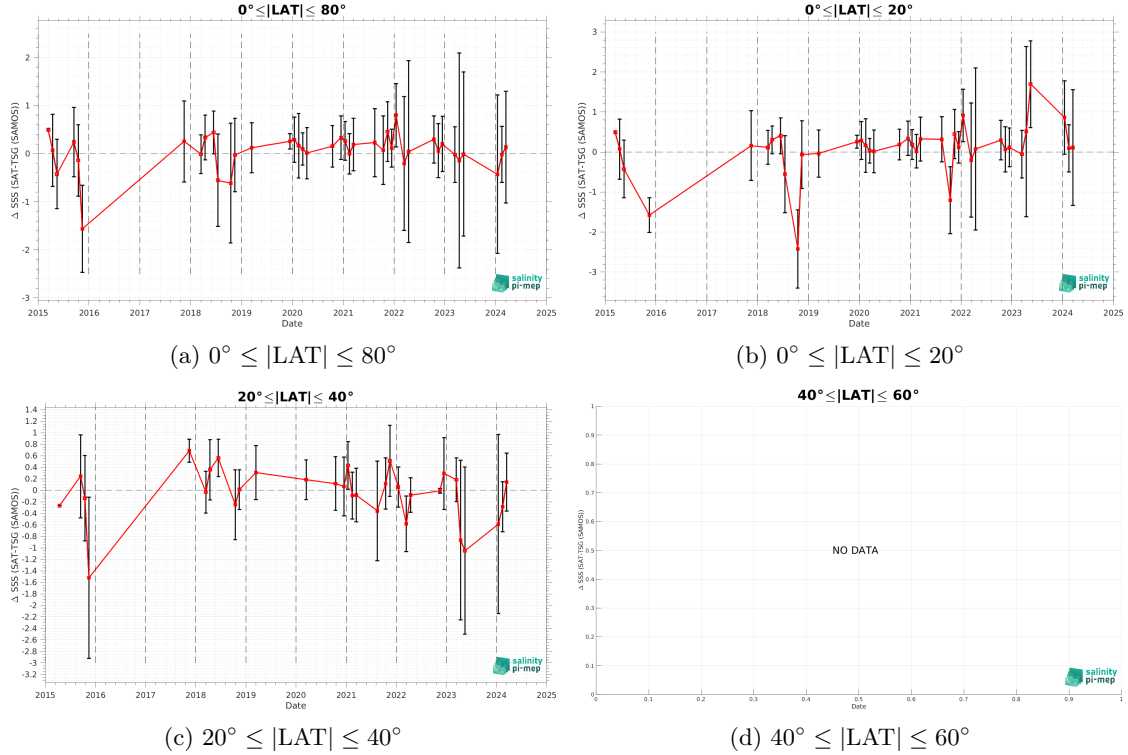 0°≤|LAT|≤ 80°
Δ SSS (SAT-TSG (SAMOS))
2
1
0
-1
-2
-3
2015 2016 2017 2018 2019 2020 2021 2022 2023 2024 2025
Date
salinity
pi-mep
(a) 0° ≤ |LAT| ≤ 80°
0°≤|LAT|≤ 20°
Δ SSS (SAT-TSG (SAMOS))
3
2
1
0
-1
-2
-3
2015 2016 2017 2018 2019 2020 2021 2022 2023 2024 2025
Date
salinity
pi-mep
(b) 0° ≤ |LAT| ≤ 20°
20°≤|LAT|≤ 40°
Δ SSS (SAT-TSG (SAMOS))
1.4
1.2
1
0.8
0.6
0.4
0.2
0
-0.2
-0.4
-0.6
-0.8
-1
-1.2
-1.4
-1.6
-1.8
-2
-2.2
-2.4
-2.6
-2.8
-3
-3.2
2015 2016 2017 2018 2019 2020 2021 2022 2023 2024 2025
Date
salinity
pi-mep
(c) 20° ≤ |LAT| ≤ 40°
40°≤|LAT|≤ 60°
Δ SSS (SAT-TSG (SAMOS))
1
0.9
0.8
0.7
0.6
0.5
0.4
0.3
0.2
0.1
0
NO DATA
0 0.1 0.2 0.3 0.4 0.5 0.6 0.7 0.8 0.9 1
Date
salinity
pi-mep
(d) 40° ≤ |LAT| ≤ 60°